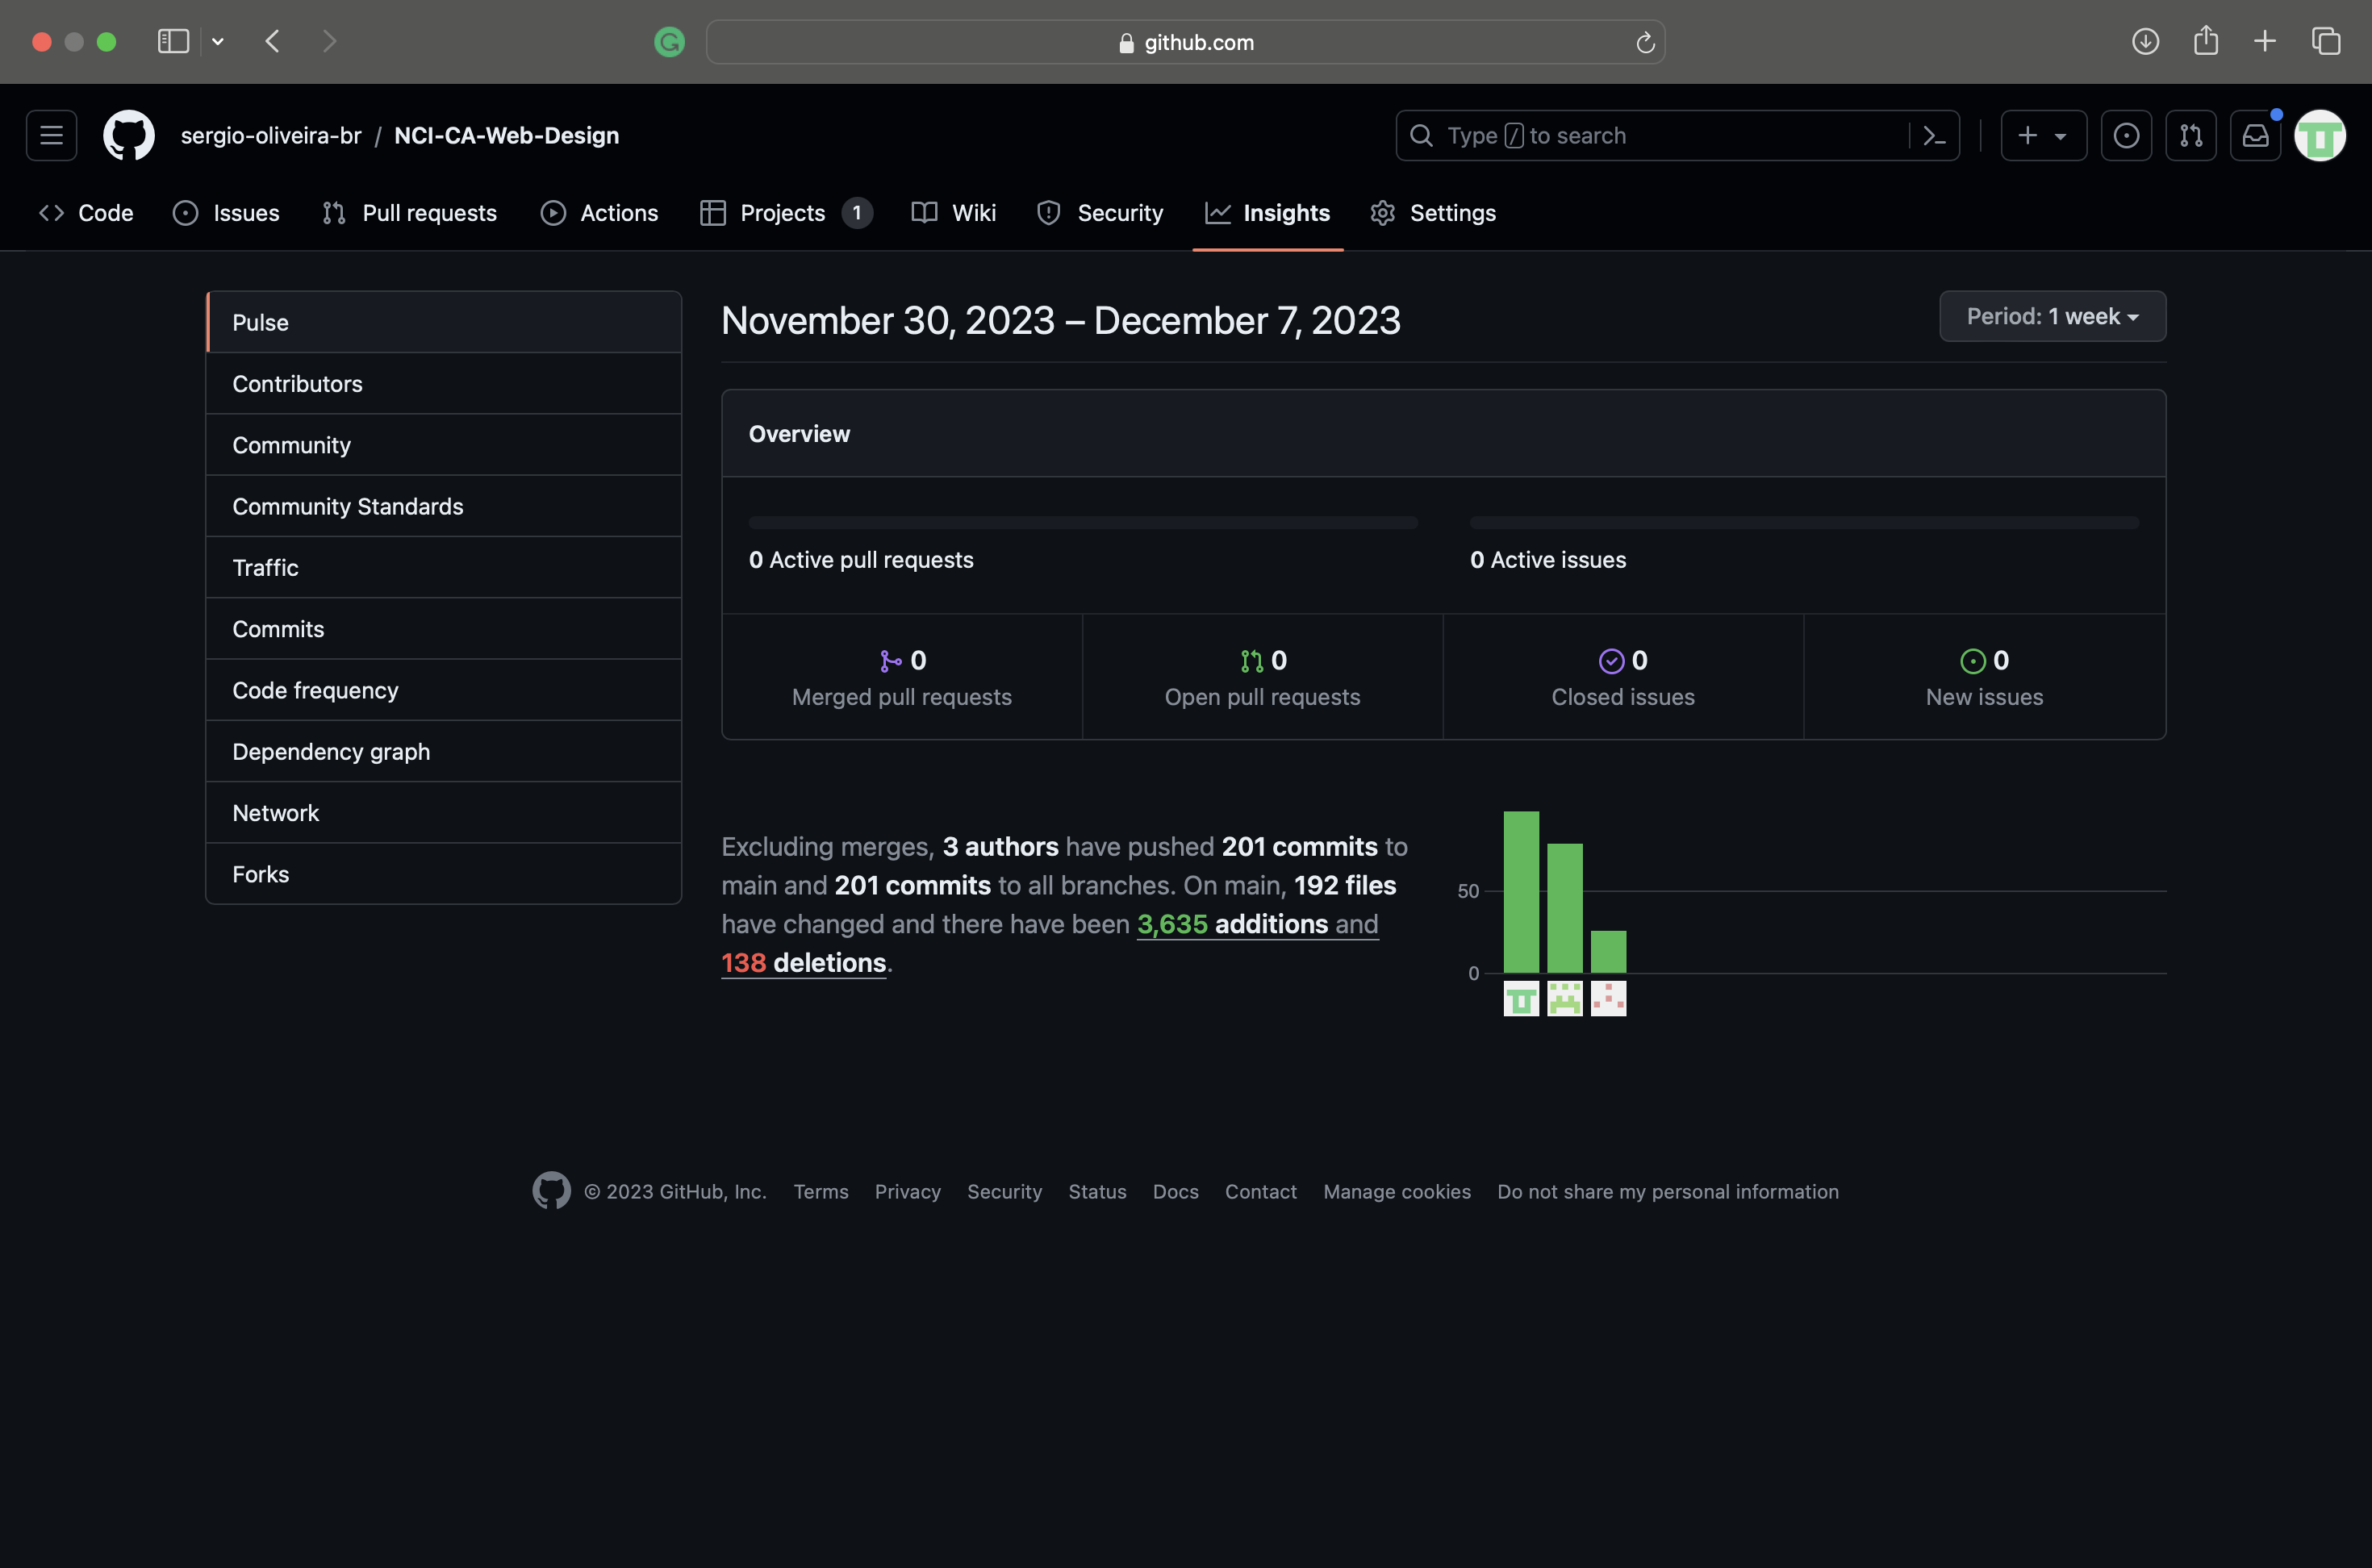 github.com
sergio-oliveira-br / NCI-CA-Web-Design
Type / to search
Code Issues Pull requests Actions Projects 1 Wiki Security Insights Settings
Pulse
Contributors
Community
Community Standards
Traffic
Commits
Code frequency
Dependency graph
Network
Forks
November 30, 2023 – December 7, 2023
Period: 1 week
Overview
0 Active pull requests
0 Active issues
0
Merged pull requests
0
Open pull requests
0
Closed issues
0
New issues
Excluding merges, 3 authors have pushed 201 commits to
main and 201 commits to all branches. On main, 192 files
have changed and there have been 3,635 additions and
138 deletions.
50
0
© 2023 GitHub, Inc. Terms Privacy Security Status Docs Contact Manage cookies Do not share my personal information